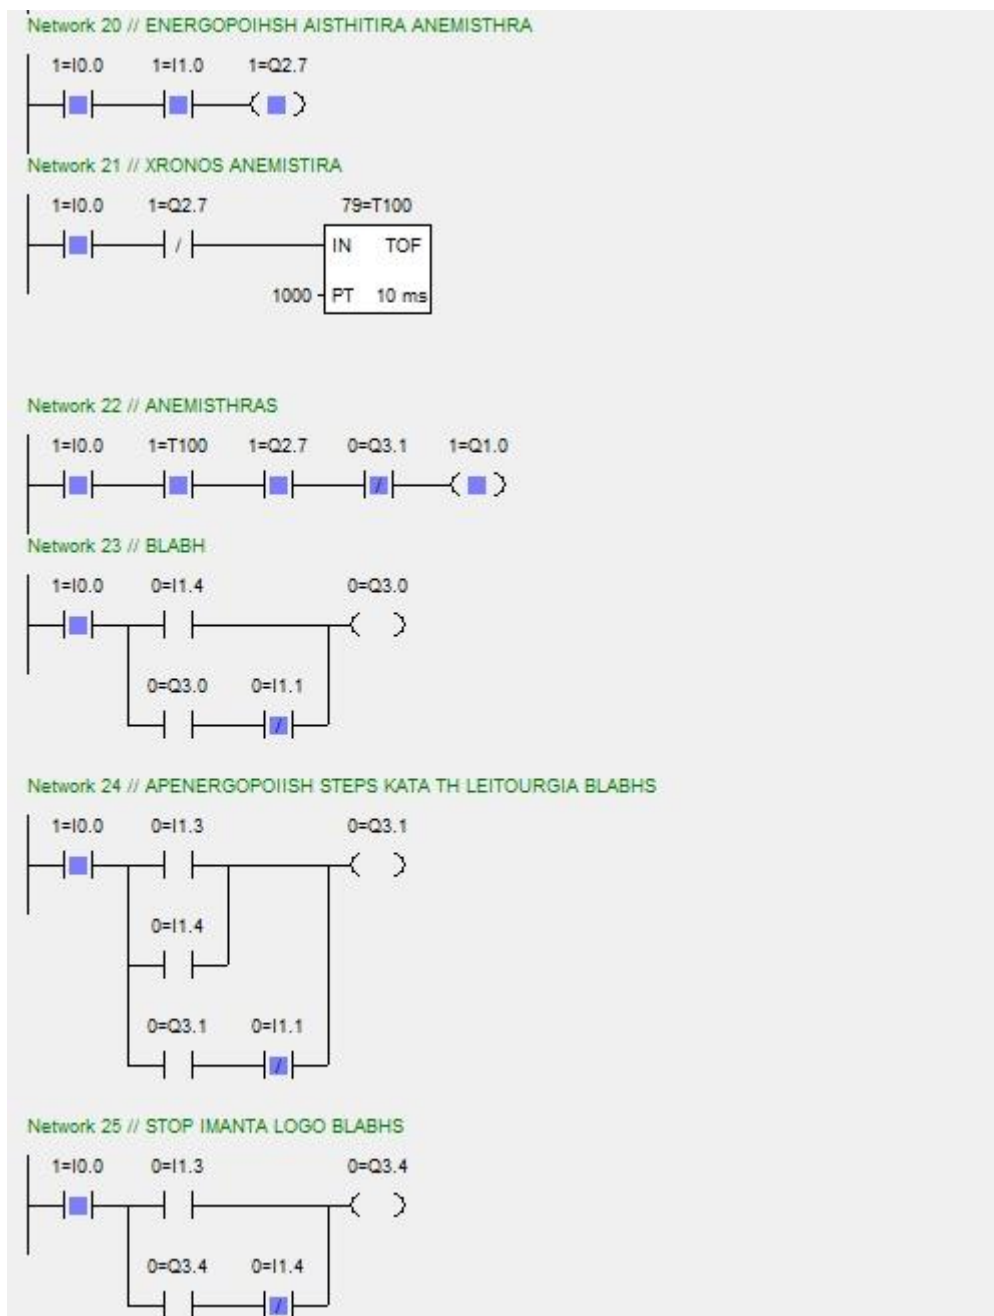 Network 20 // ENERGOPOIHSH AISTHITIRA ANEMISTHRA
1=I0.0 1=I1.0 1=Q2.7
Network 21 // XRONOS ANEMISTIRA
1=I0.0 1=Q2.7 79=T100
/ IN TOF
1000 PT 10 ms
Network 22 // ANEMISTHRAS
1=I0.0 1=T100 1=Q2.7 0=Q3.1 1=Q1.0
/
Network 23 // BLABH
1=I0.0 0=I1.4 0=Q3.0
0=Q3.0 0=I1.1
/
Network 24 // APENERGOPOIISH STEPS KATA TH LEITOURGIA BLABHS
1=I0.0 0=I1.3 0=Q3.1
0=I1.4
0=Q3.1 0=I1.1
/
Network 25 // STOP IMANTA LOGO BLABHS
1=I0.0 0=I1.3 0=Q3.4
0=Q3.4 0=I1.4
/